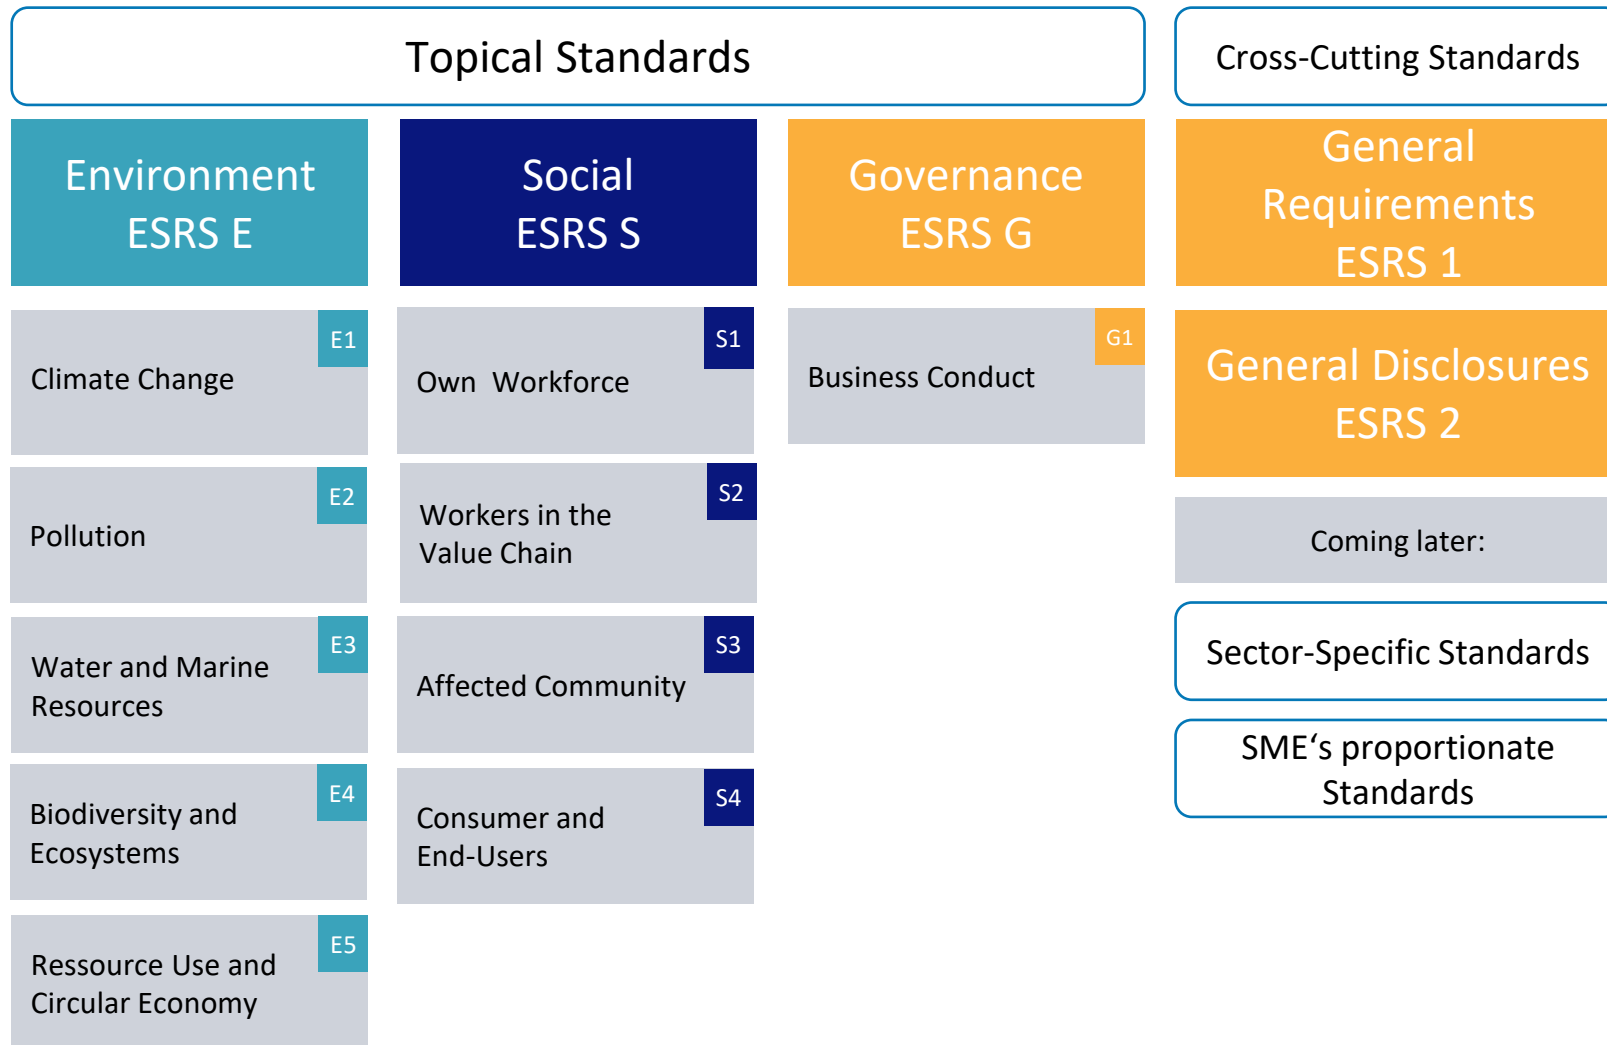 Topical Standards
Cross-Cutting Standards
Environment
ESRS E
Social
ESRS S
Governance
ESRS G
General
Requirements
ESRS 1
E1
Climate Change
E2
Pollution
E3
Water and Marine
Resources
E4
Biodiversity and
Ecosystems
E5
Ressource Use and
Circular Economy
S1
Own  Workforce
S2
Workers in the
Value Chain
S3
Affected Community
S4
Consumer and
End-Users
G1
Business Conduct
General Disclosures
ESRS 2
Coming later:
Sector-Specific Standards
SME‘s proportionate
Standards